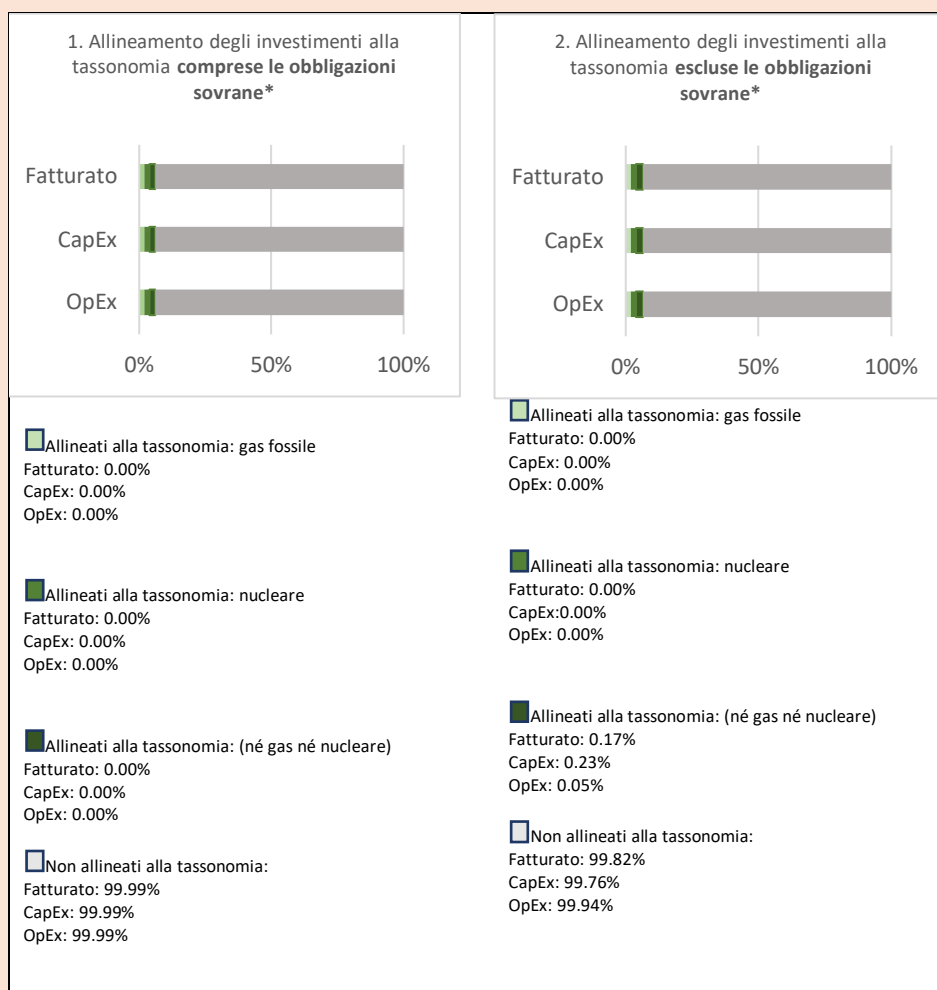 1. Allineamento degli investimenti alla
tassonomia comprese le obbligazioni
sovrane*
Fatturato
CapEx
OpEx
0%
50%
100%
Allineati alla tassonomia: gas fossile
Fatturato: 0.00%
CapEx: 0.00%
OpEx: 0.00%
Allineati alla tassonomia: nucleare
Fatturato: 0.00%
CapEx: 0.00%
OpEx: 0.00%
Allineati alla tassonomia: (né gas né nucleare)
Fatturato: 0.00%
CapEx: 0.00%
OpEx: 0.00%
Non allineati alla tassonomia:
Fatturato: 99.99%
CapEx: 99.99%
OpEx: 99.99%
2. Allineamento degli investimenti alla
tassonomia escluse le obbligazioni
sovrane*
Fatturato
CapEx
OpEx
0%
50%
100%
Allineati alla tassonomia: gas fossile
Fatturato: 0.00%
CapEx: 0.00%
OpEx: 0.00%
Allineati alla tassonomia: nucleare
Fatturato: 0.00%
CapEx:0.00%
OpEx: 0.00%
Allineati alla tassonomia: (né gas né nucleare)
Fatturato: 0.17%
CapEx: 0.23%
OpEx: 0.05%
Non allineati alla tassonomia:
Fatturato: 99.82%
CapEx: 99.76%
OpEx: 99.94%